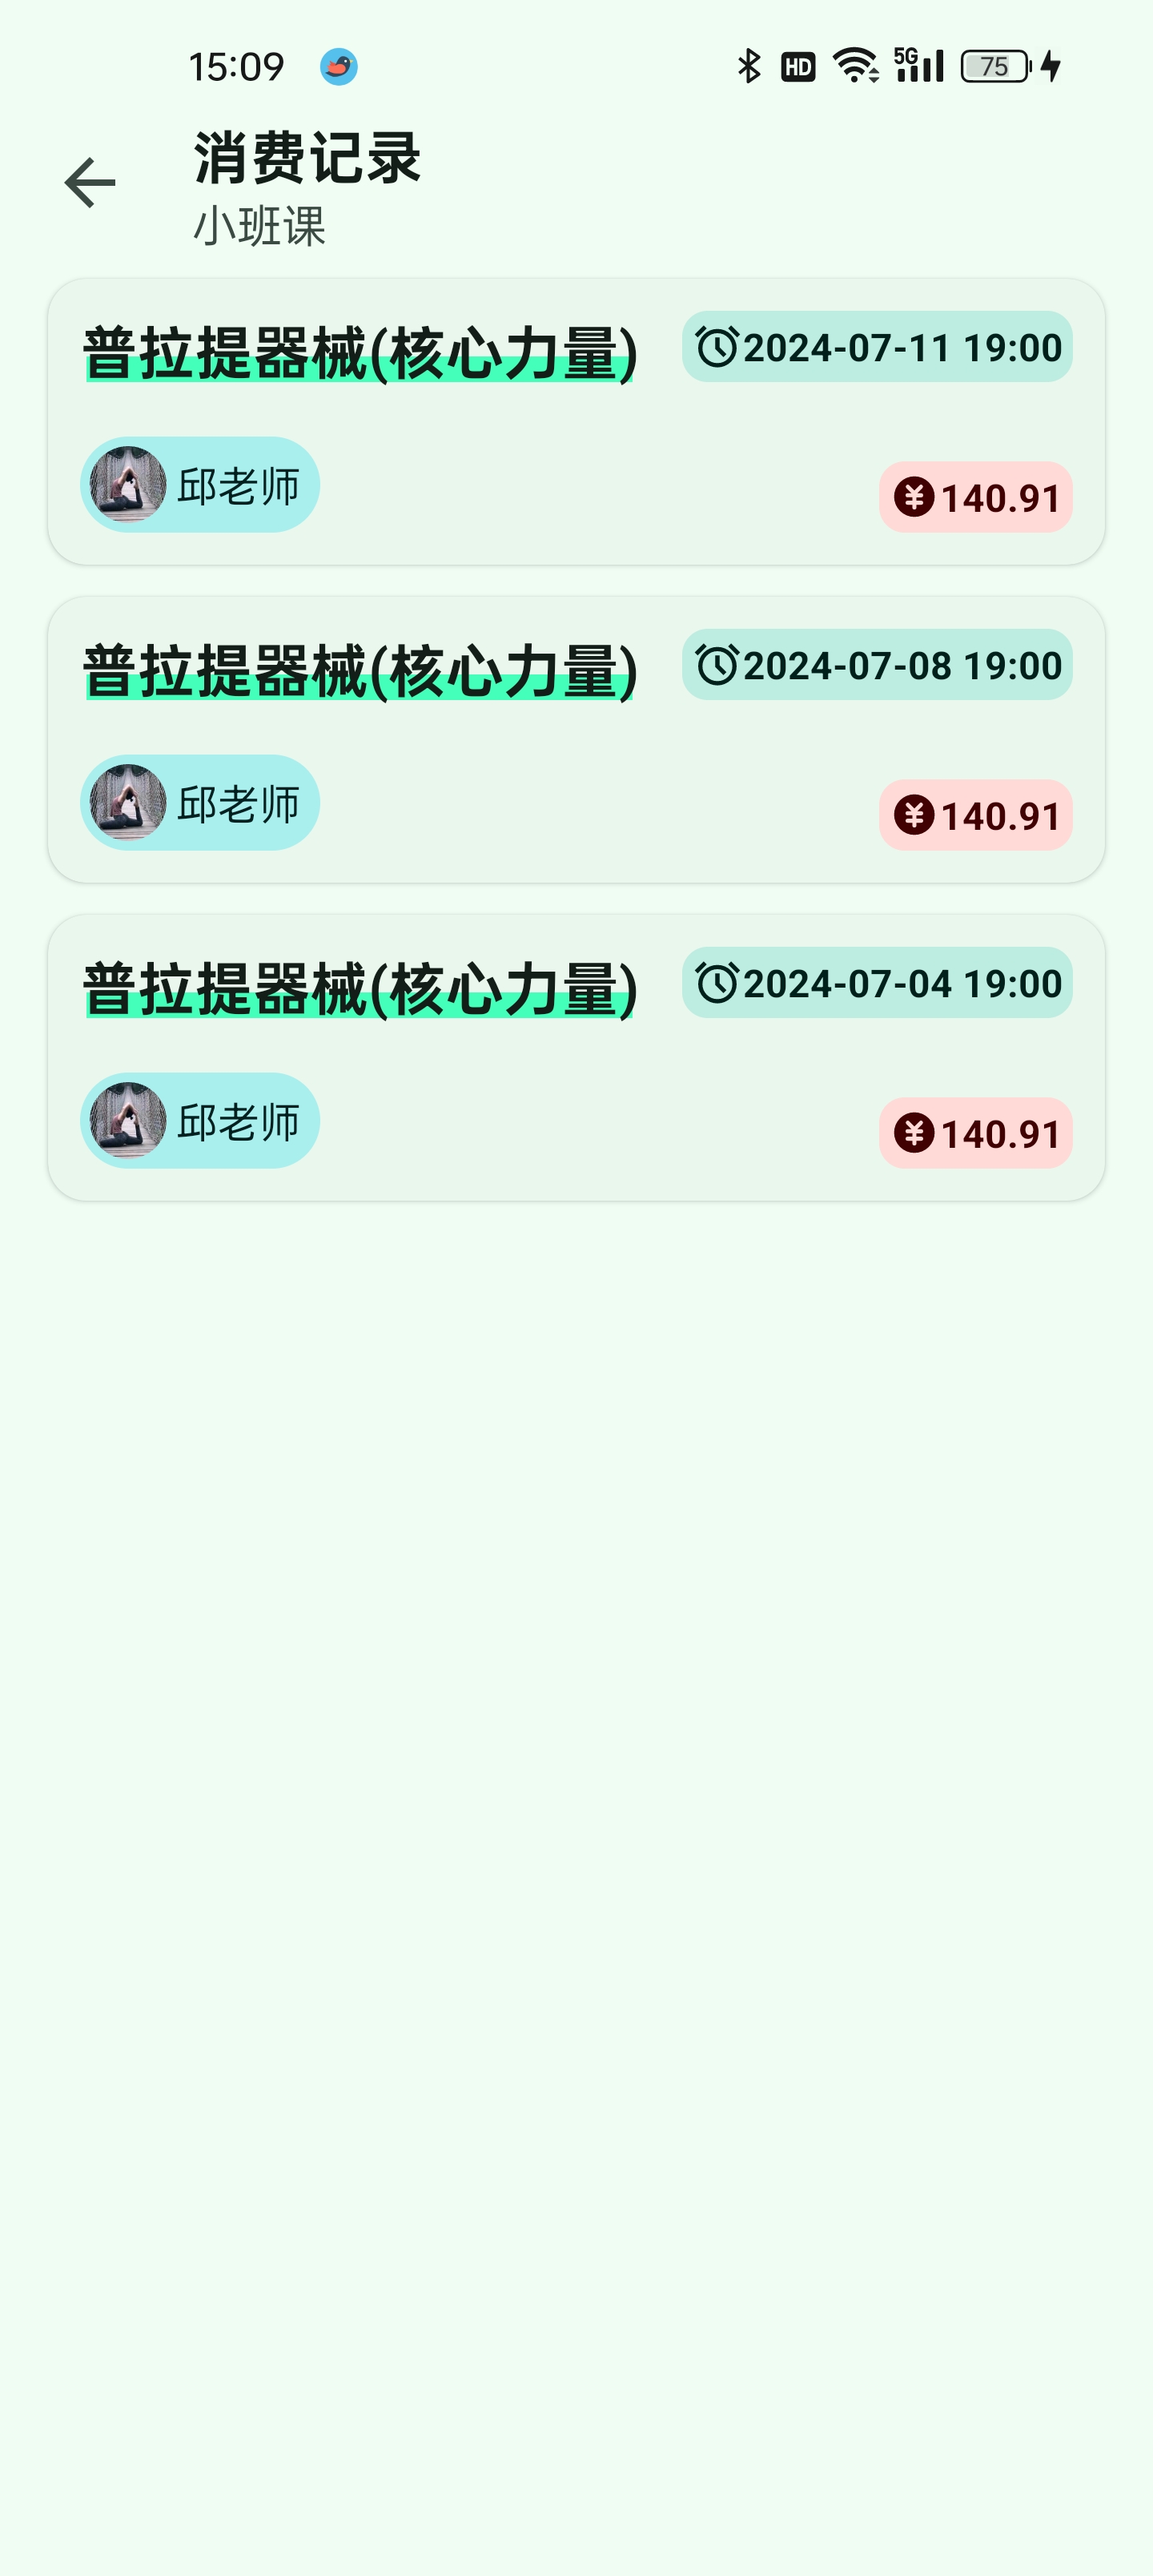 15:09 HD 5G 75
消费记录
小班课
普拉提器械(核心力量) 2024-07-11 19:00
邱老师 ¥140.91
普拉提器械(核心力量) 2024-07-08 19:00
邱老师 ¥140.91
普拉提器械(核心力量) 2024-07-04 19:00
邱老师 ¥140.91